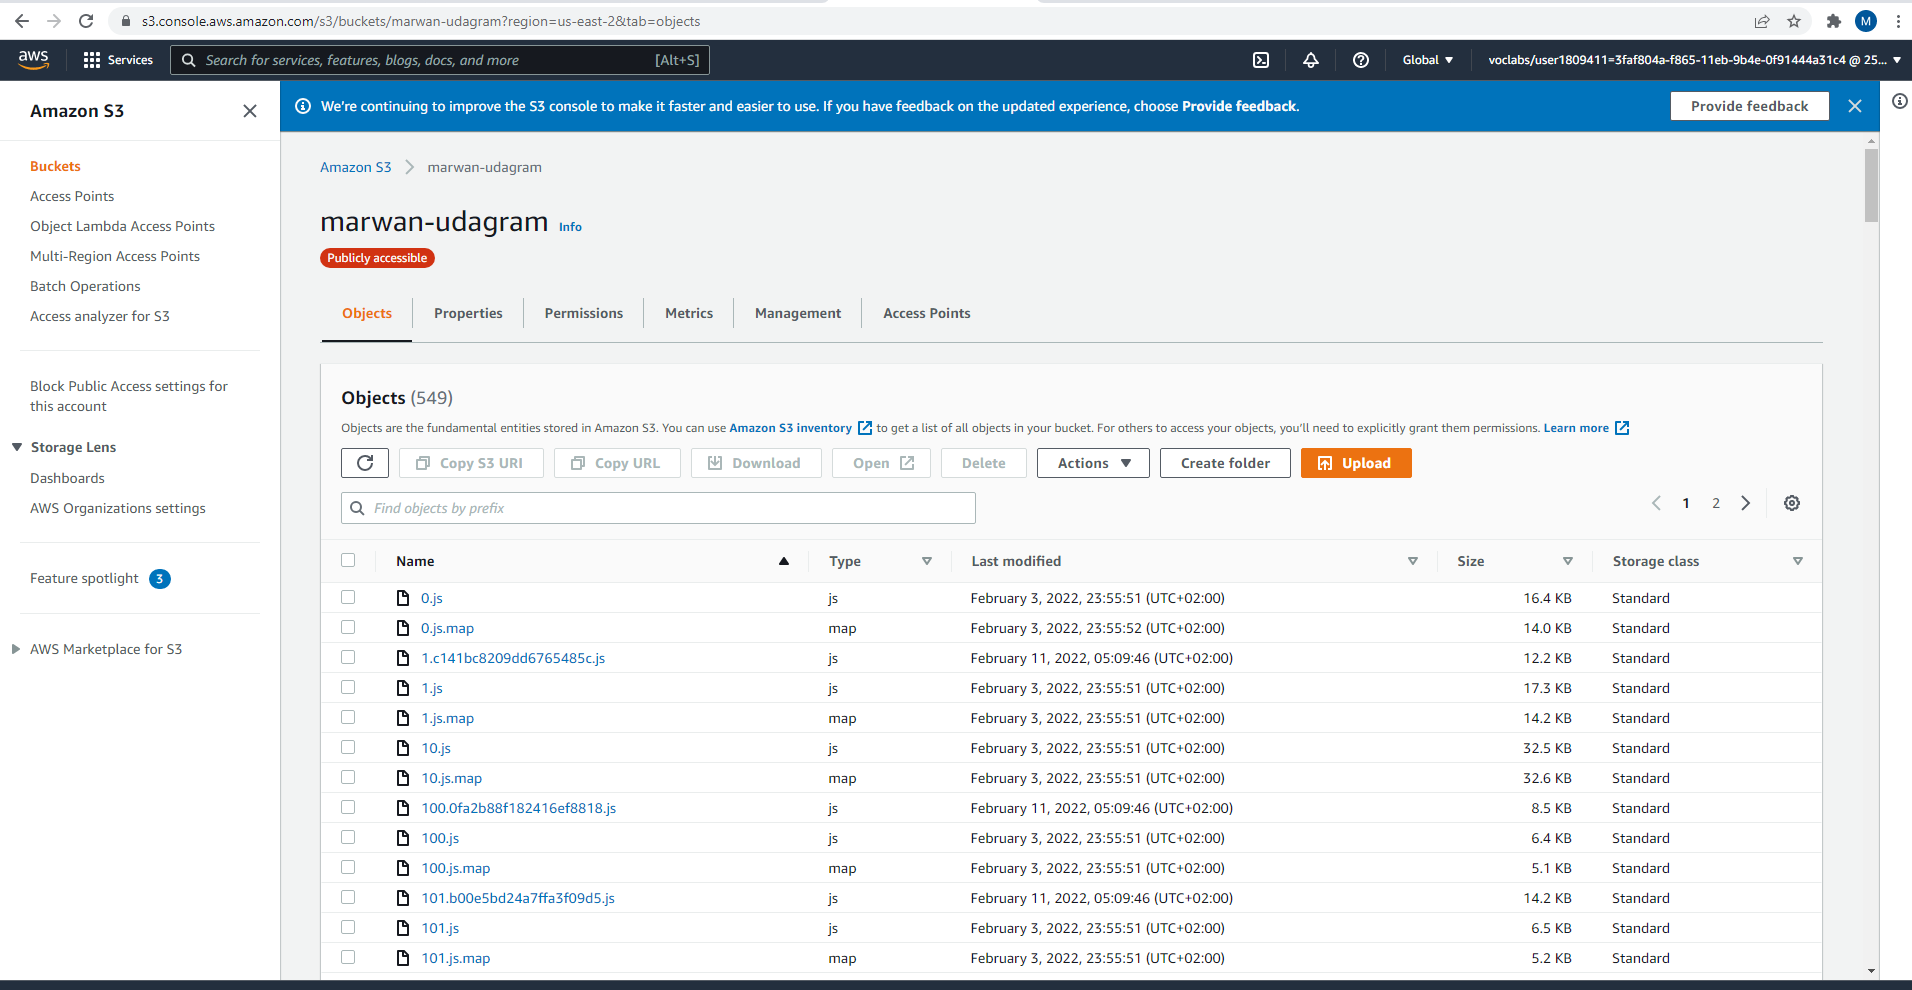 s3.console.aws.amazon.com/s3/buckets/marwan-udagram?region=us-east-2&tab=objects
M
aws Services Search for services, features, blogs, docs, and more [Alt+S] Global voclabs/user1809411=3faf804a-f865-11eb-9b4e-0f91444a31c4 @ 25...
Amazon S3
We're continuing to improve the S3 console to make it faster and easier to use. If you have feedback on the updated experience, choose Provide feedback.
Provide feedback
Buckets
Access Points
Object Lambda Access Points
Multi-Region Access Points
Batch Operations
Access analyzer for S3
Block Public Access settings for
this account
Storage Lens
Dashboards
AWS Organizations settings
Feature spotlight 3
AWS Marketplace for S3
Amazon S3 marwan-udagram
marwan-udagram Info
Publicly accessible
Objects Properties Permissions Metrics Management Access Points
Objects (549)
Objects are the fundamental entities stored in Amazon S3. You can use Amazon S3 inventory to get a list of all objects in your bucket. For others to access your objects, you'll need to explicitly grant them permissions. Learn more
Copy S3 URI Copy URL Download Open Delete Actions Create folder Upload
Find objects by prefix
1 2
Name Type Last modified Size Storage class
0.js js February 3, 2022, 23:55:51 (UTC+02:00) 16.4 KB Standard
0.js.map map February 3, 2022, 23:55:52 (UTC+02:00) 14.0 KB Standard
1.c141bc8209dd6765485c.js js February 11, 2022, 05:09:46 (UTC+02:00) 12.2 KB Standard
1.js js February 3, 2022, 23:55:51 (UTC+02:00) 17.3 KB Standard
1.js.map map February 3, 2022, 23:55:51 (UTC+02:00) 14.2 KB Standard
10.js js February 3, 2022, 23:55:51 (UTC+02:00) 32.5 KB Standard
10.js.map map February 3, 2022, 23:55:51 (UTC+02:00) 32.6 KB Standard
100.0fa2b88f182416ef8818.js js February 11, 2022, 05:09:46 (UTC+02:00) 8.5 KB Standard
100.js js February 3, 2022, 23:55:51 (UTC+02:00) 6.4 KB Standard
100.js.map map February 3, 2022, 23:55:51 (UTC+02:00) 5.1 KB Standard
101.b00e5bd24a7ffa3f09d5.js js February 11, 2022, 05:09:46 (UTC+02:00) 14.2 KB Standard
101.js js February 3, 2022, 23:55:51 (UTC+02:00) 6.5 KB Standard
101.js.map map February 3, 2022, 23:55:51 (UTC+02:00) 5.2 KB Standard